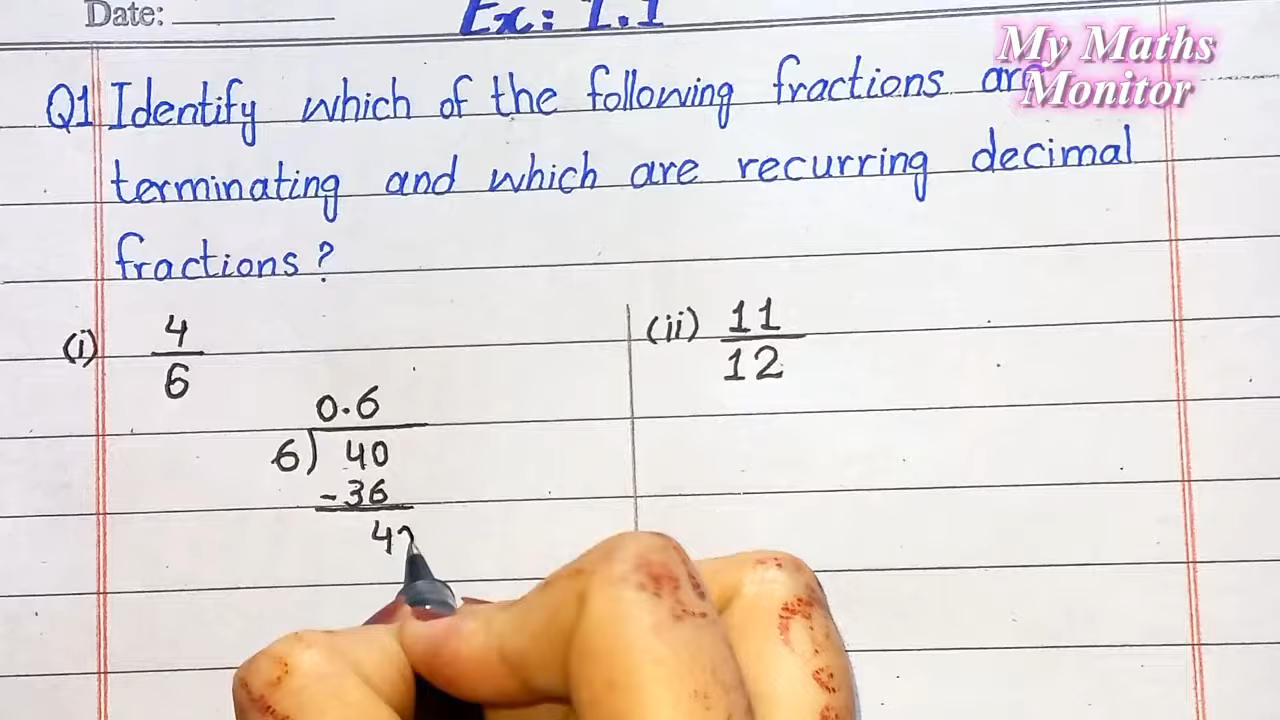 Date:
Ex: 1.1
My Maths
Monitor
Q1 Identify which of the following fractions are
terminating and which are recurring decimal
fractions?
(i) 4
6
(ii) 11
12
0.6
6) 40
-36
4